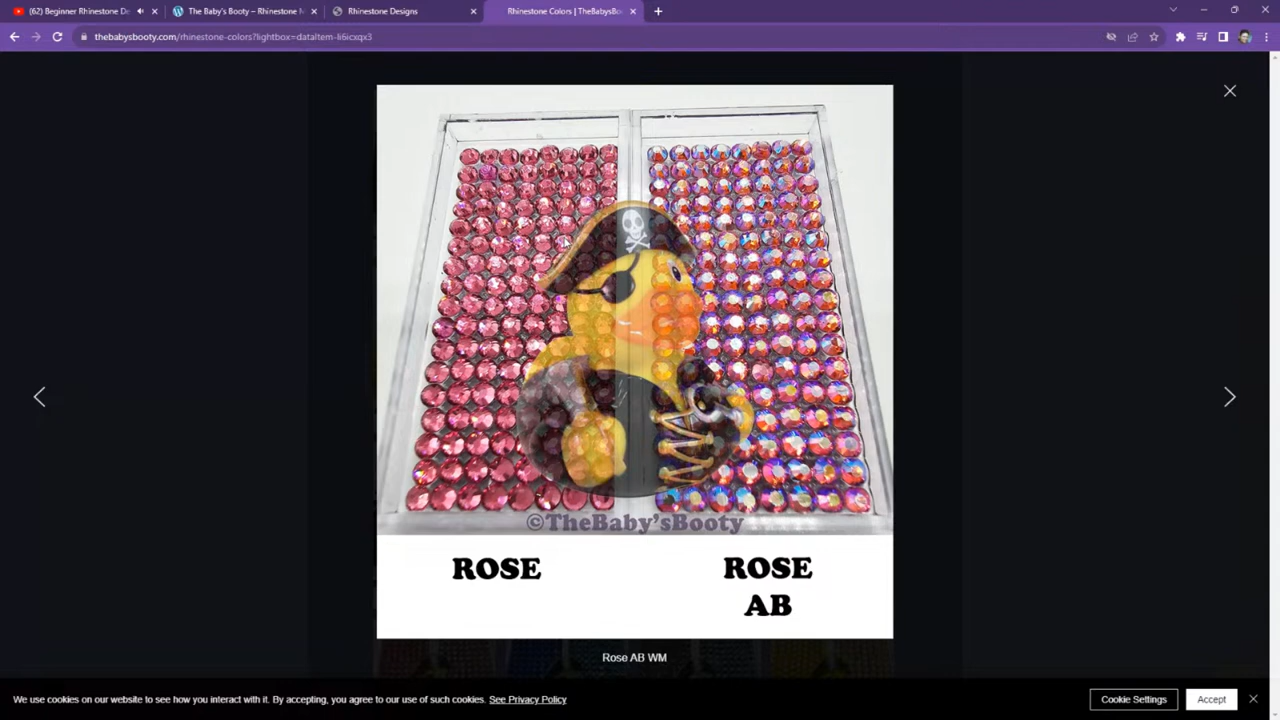 (62) Beginner Rhinestone De
The Baby's Booty – Rhinestone M
Rhinestone Designs
Rhinestone Colors | TheBabysBo
thebabysbooty.com/rhinestone-colors?lightbox=dataItem-li6icxqx3
©TheBaby'sBooty
ROSE
ROSE
AB
Rose AB WM
We use cookies on our website to see how you interact with it. By accepting, you agree to our use of such cookies. See Privacy Policy
Cookie Settings
Accept